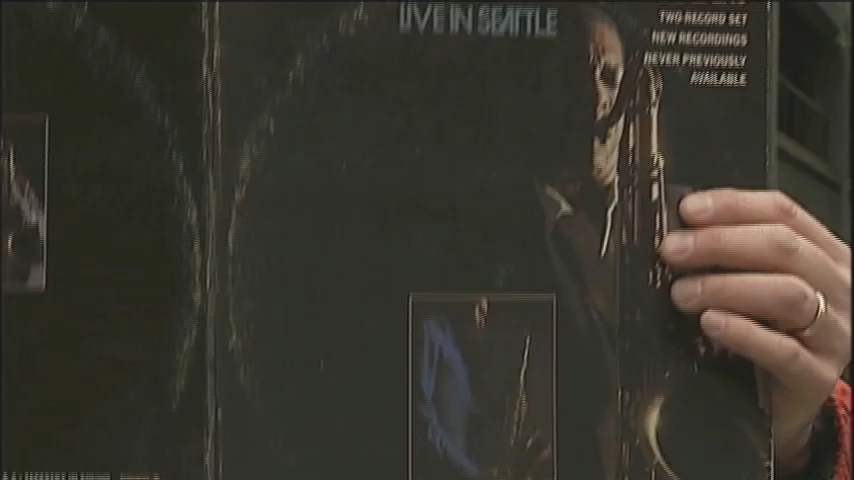 LIVE IN SEATTLE
TWO RECORD SET
NEW RECORDINGS
NEVER PREVIOUSLY
AVAILABLE